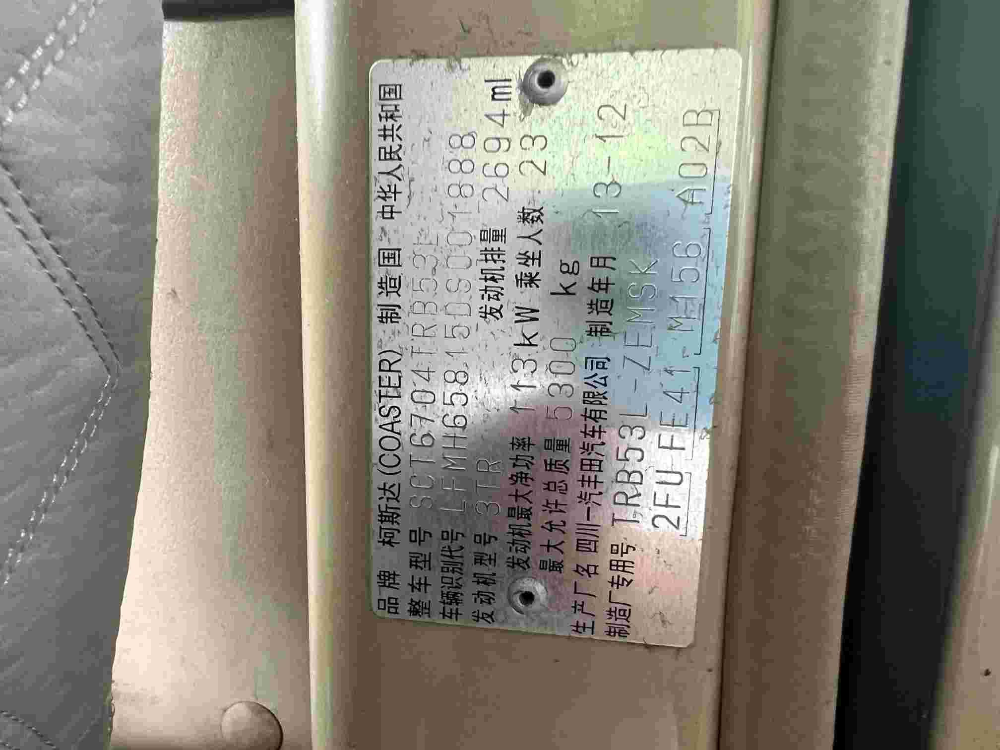 品牌 柯斯达(COASTER) 制造国 中华人民共和国
整车型号 SCT6704TRB53L
车辆识别代号 LFMH65815DS001888
发动机型号 3TR 发动机排量 2694ml
发动机最大净功率 113kW 乘坐人数 23
最大允许总质量 5300 kg
生产厂名 四川一汽丰田汽车有限公司 制造年月 13-12
制造厂专用号 TRB53L-ZEMSK
2FU FE41 M156 A02B